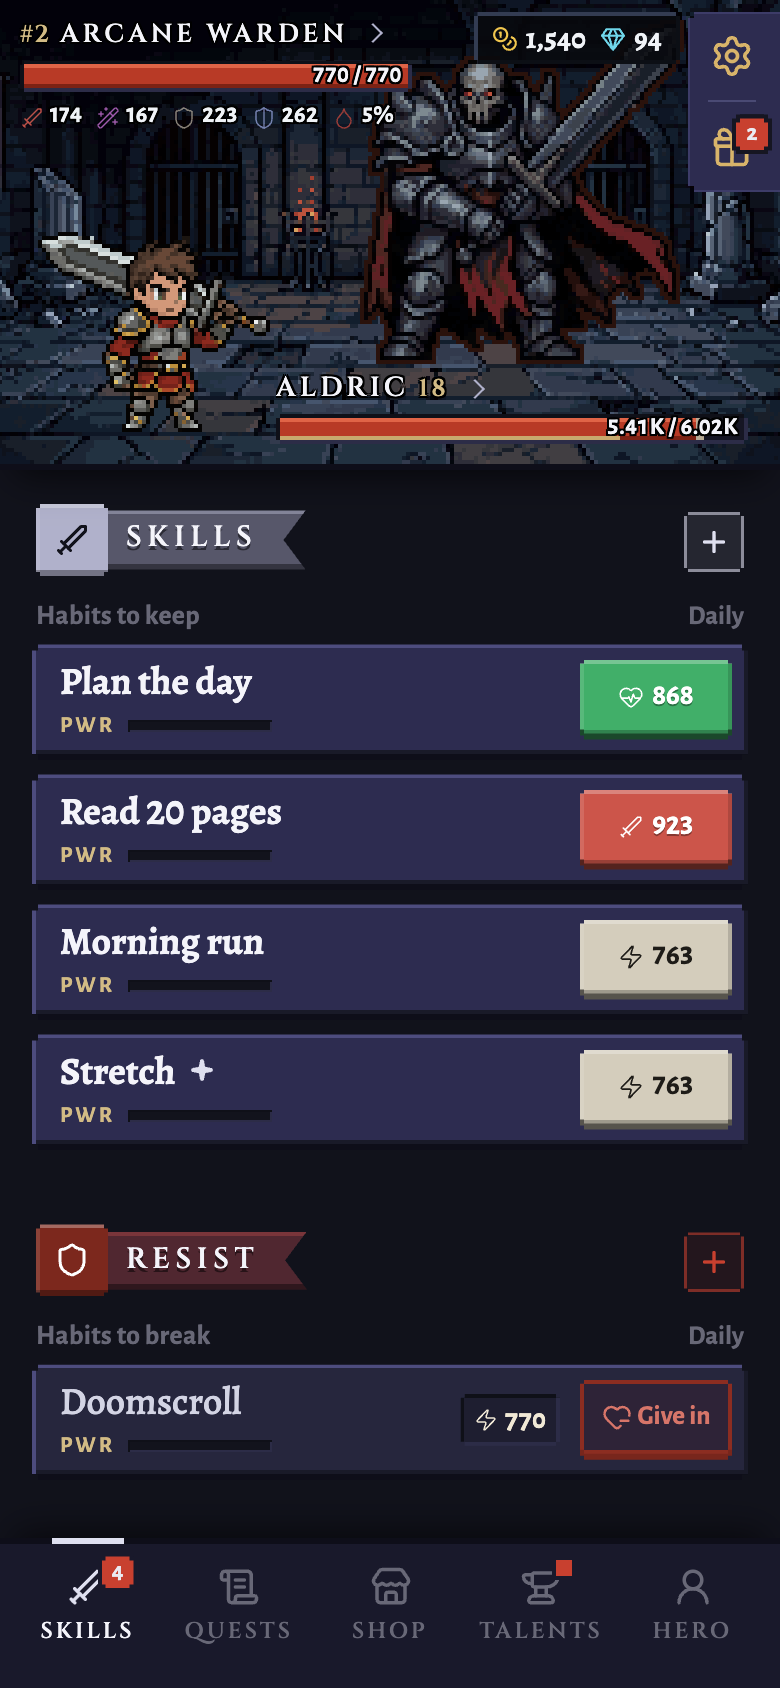 #2 ARCANE WARDEN
1,540 94
770/770
174 167 223 262 5%
2
ALDRIC 18
5.41K/6.02K
SKILLS
Habits to keep Daily
Plan the day
PWR
868
Read 20 pages
PWR
923
Morning run
PWR
763
Stretch
PWR
763
RESIST
Habits to break Daily
Doomscroll
PWR
770
Give in
4
SKILLS QUESTS SHOP TALENTS HERO